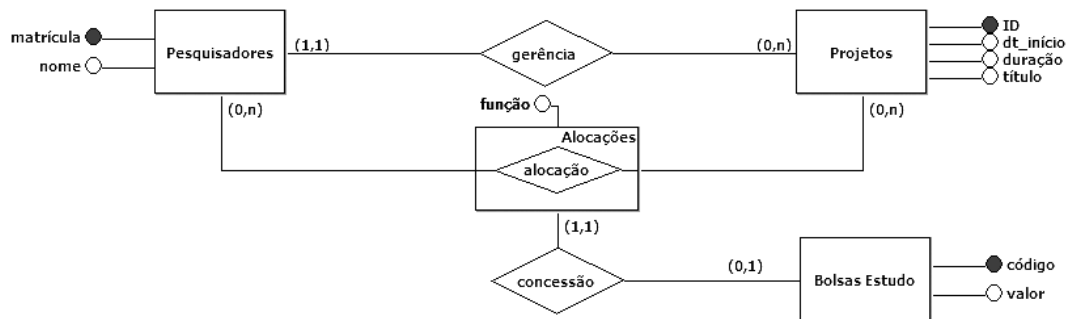 matrícula
nome
Pesquisadores
(1,1)
gerência
(0,n)
Projetos
ID
dt_início
duração
título
(0,n)
função
(0,n)
Alocações
alocação
(1,1)
concessão
(0,1)
Bolsas Estudo
código
valor